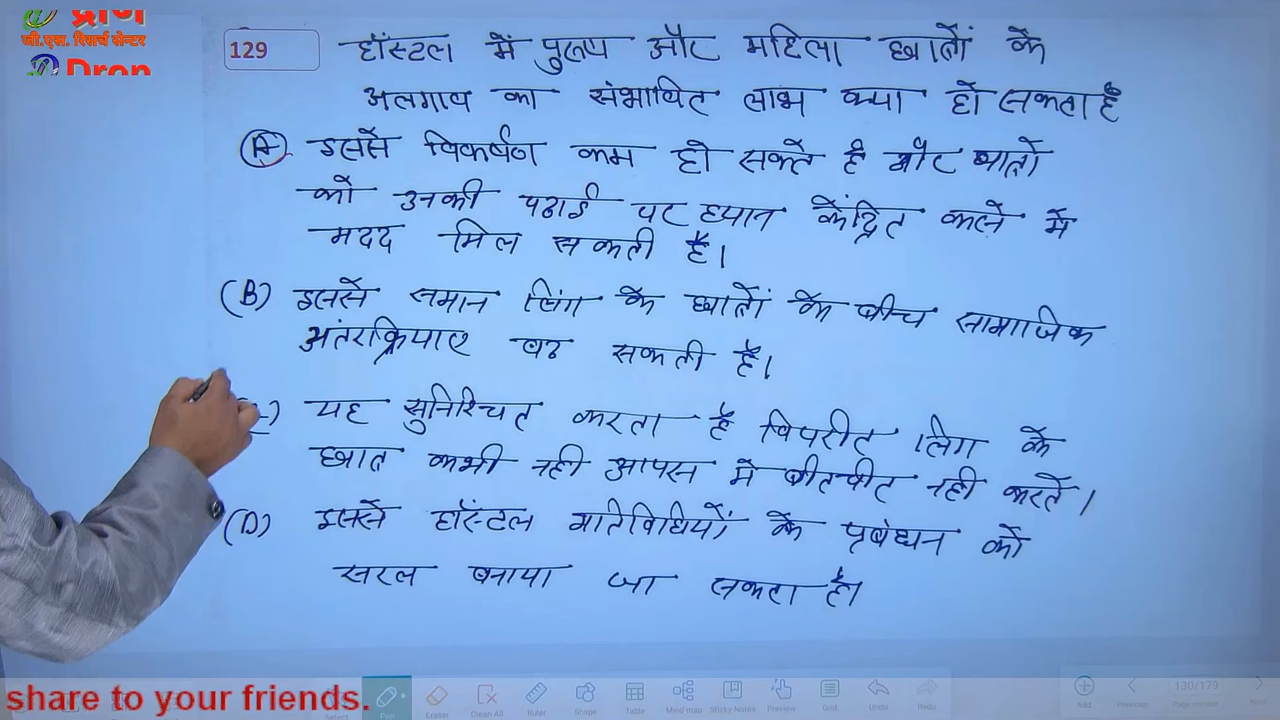 द्रोण
जी.एस. रिसर्च सेन्टर
Dron
129
हॉस्टल में पुरुष और महिला छात्रों के
अलगाव का संभावित लाभ क्या हो सकता है
(A) इससे विकर्षण कम हो सकते है और छात्रों
को उनकी पढाई पर ध्यान केंद्रित करने में
मदद मिल सकती है।
(B) इससे समान लिंग के छात्रों के बीच सामाजिक
अंतरक्रियाए बढ सकती है।
यह सुनिश्चित करता है विपरीत लिंग के
छात्र कभी नही आपस मे बीतचीत नही करते।
(D) इससे हॉस्टल गतिविधियों के प्रबंधन को
सरल बनाया जा सकता है।
share to your friends.
Select
Pen
Eraser
Clean All
Ruler
Shape
Table
Mind map
Sticky Notes
Preview
Grid
Undo
Redo
Add
Previous
130/179
Page number
Next